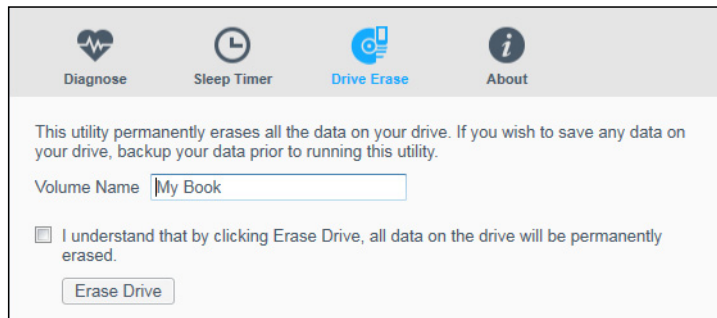 Diagnose Sleep Timer Drive Erase About
This utility permanently erases all the data on your drive. If you wish to save any data on
your drive, backup your data prior to running this utility.
Volume Name My Book
I understand that by clicking Erase Drive, all data on the drive will be permanently
erased.
Erase Drive